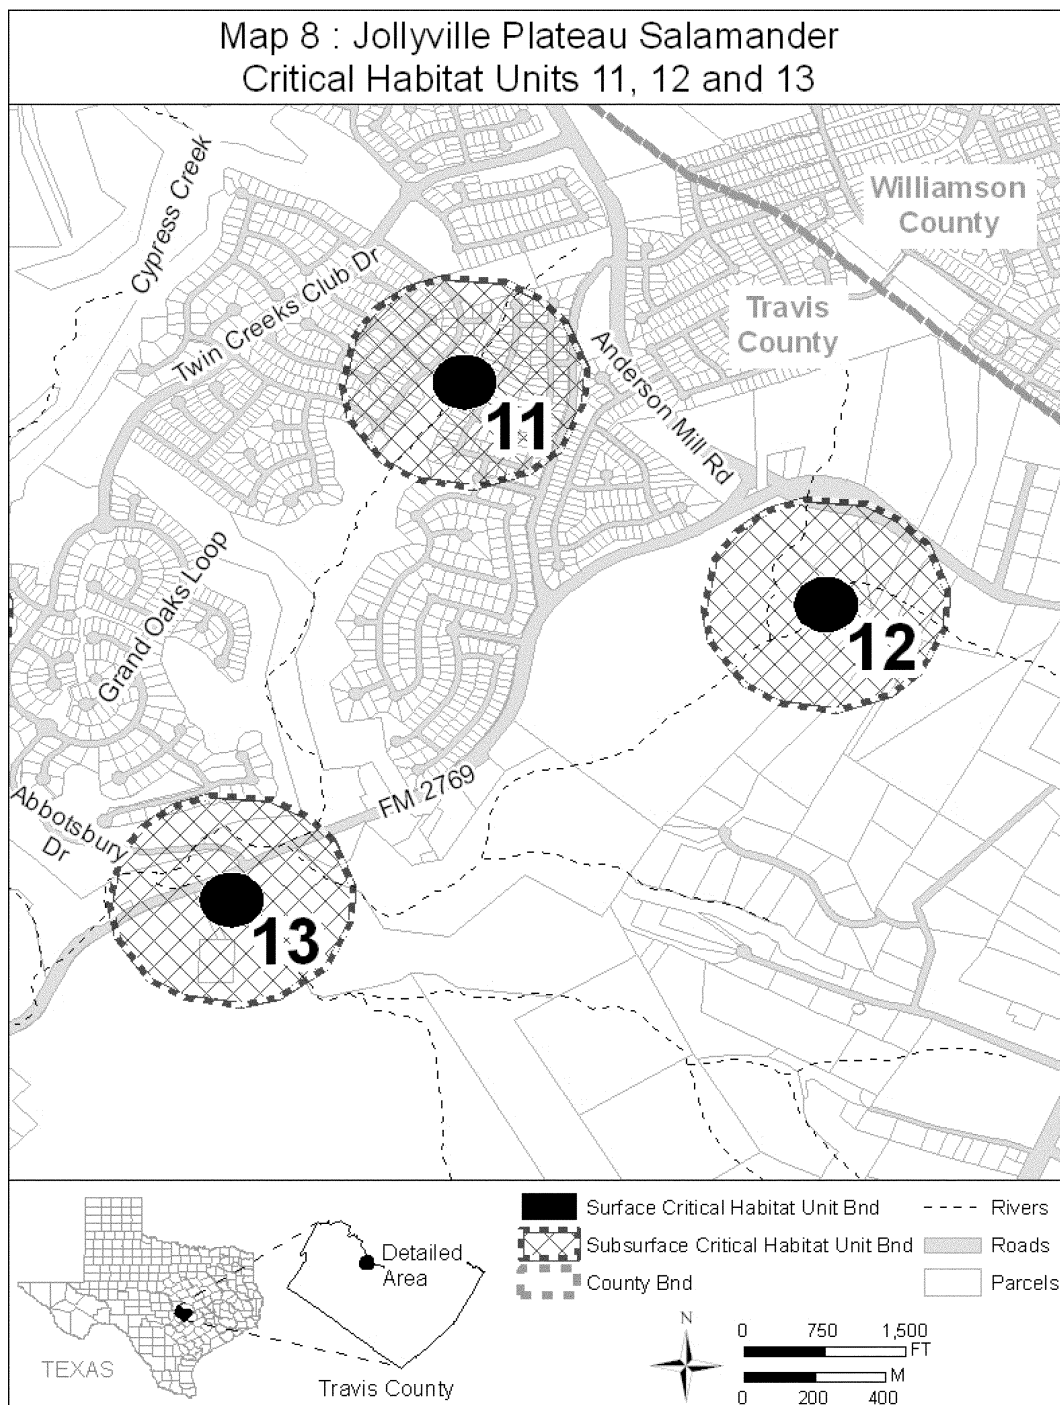 Map 8 : Jollyville Plateau Salamander
Critical Habitat Units 11, 12 and 13
Cypress Creek
Williamson
County
Twin Creeks Club Dr
Travis
County
Anderson Mill Rd
11
Grand Oaks Loop
12
FM 2769
Abbotsbury
Dr
13
Surface Critical Habitat Unit Bnd
Subsurface Critical Habitat Unit Bnd
County Bnd
Rivers
Roads
Parcels
Detailed
Area
TEXAS
Travis County
N
0 750 1,500
FT
M
0 200 400